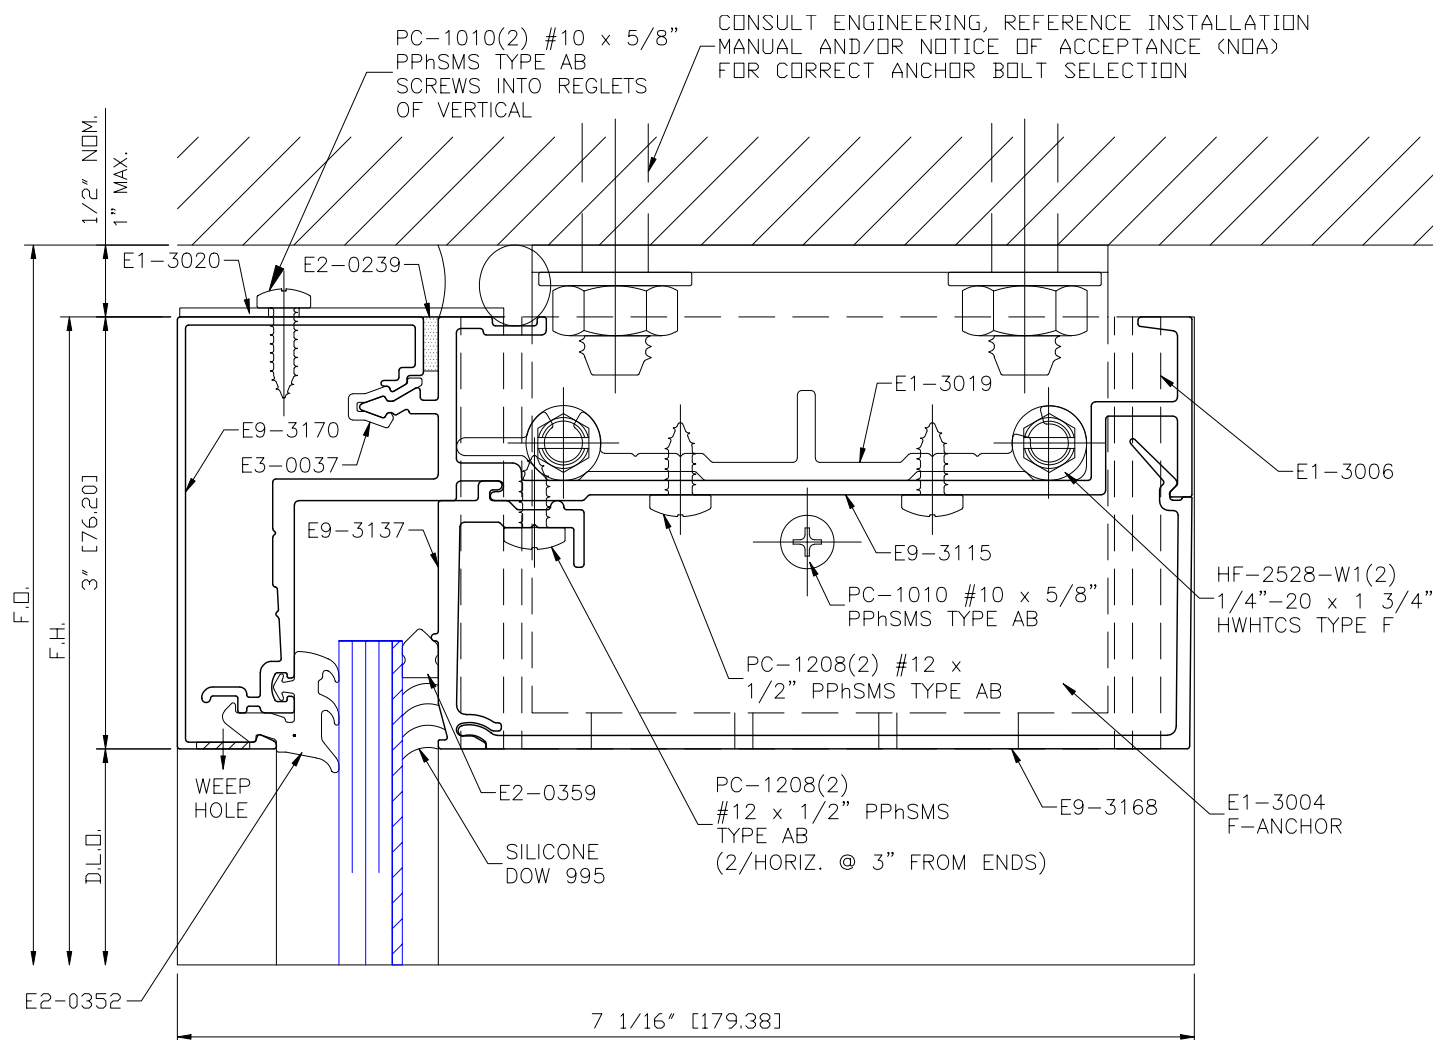 PC-1010(2) #10 x 5/8"
PPhSMS TYPE AB
SCREWS INTO REGLETS
OF VERTICAL
CONSULT ENGINEERING, REFERENCE INSTALLATION
MANUAL AND/OR NOTICE OF ACCEPTANCE (NOA)
FOR CORRECT ANCHOR BOLT SELECTION
1/2" NOM.
1" MAX.
E1-3020
E2-0239
E1-3019
E9-3170
E3-0037
E1-3006
3" [76.20]
E9-3137
E9-3115
HF-2528-W1(2)
1/4"-20 x 1 3/4"
HWHTCS TYPE F
PC-1010 #10 x 5/8"
PPhSMS TYPE AB
F.O.
F.H.
PC-1208(2) #12 x
1/2" PPhSMS TYPE AB
WEEP
HOLE
E2-0359
PC-1208(2)
#12 x 1/2" PPhSMS
TYPE AB
(2/HORIZ. @ 3" FROM ENDS)
E9-3168
E1-3004
F-ANCHOR
D.L.O.
SILICONE
DOW 995
E2-0352
7 1/16" [179.38]